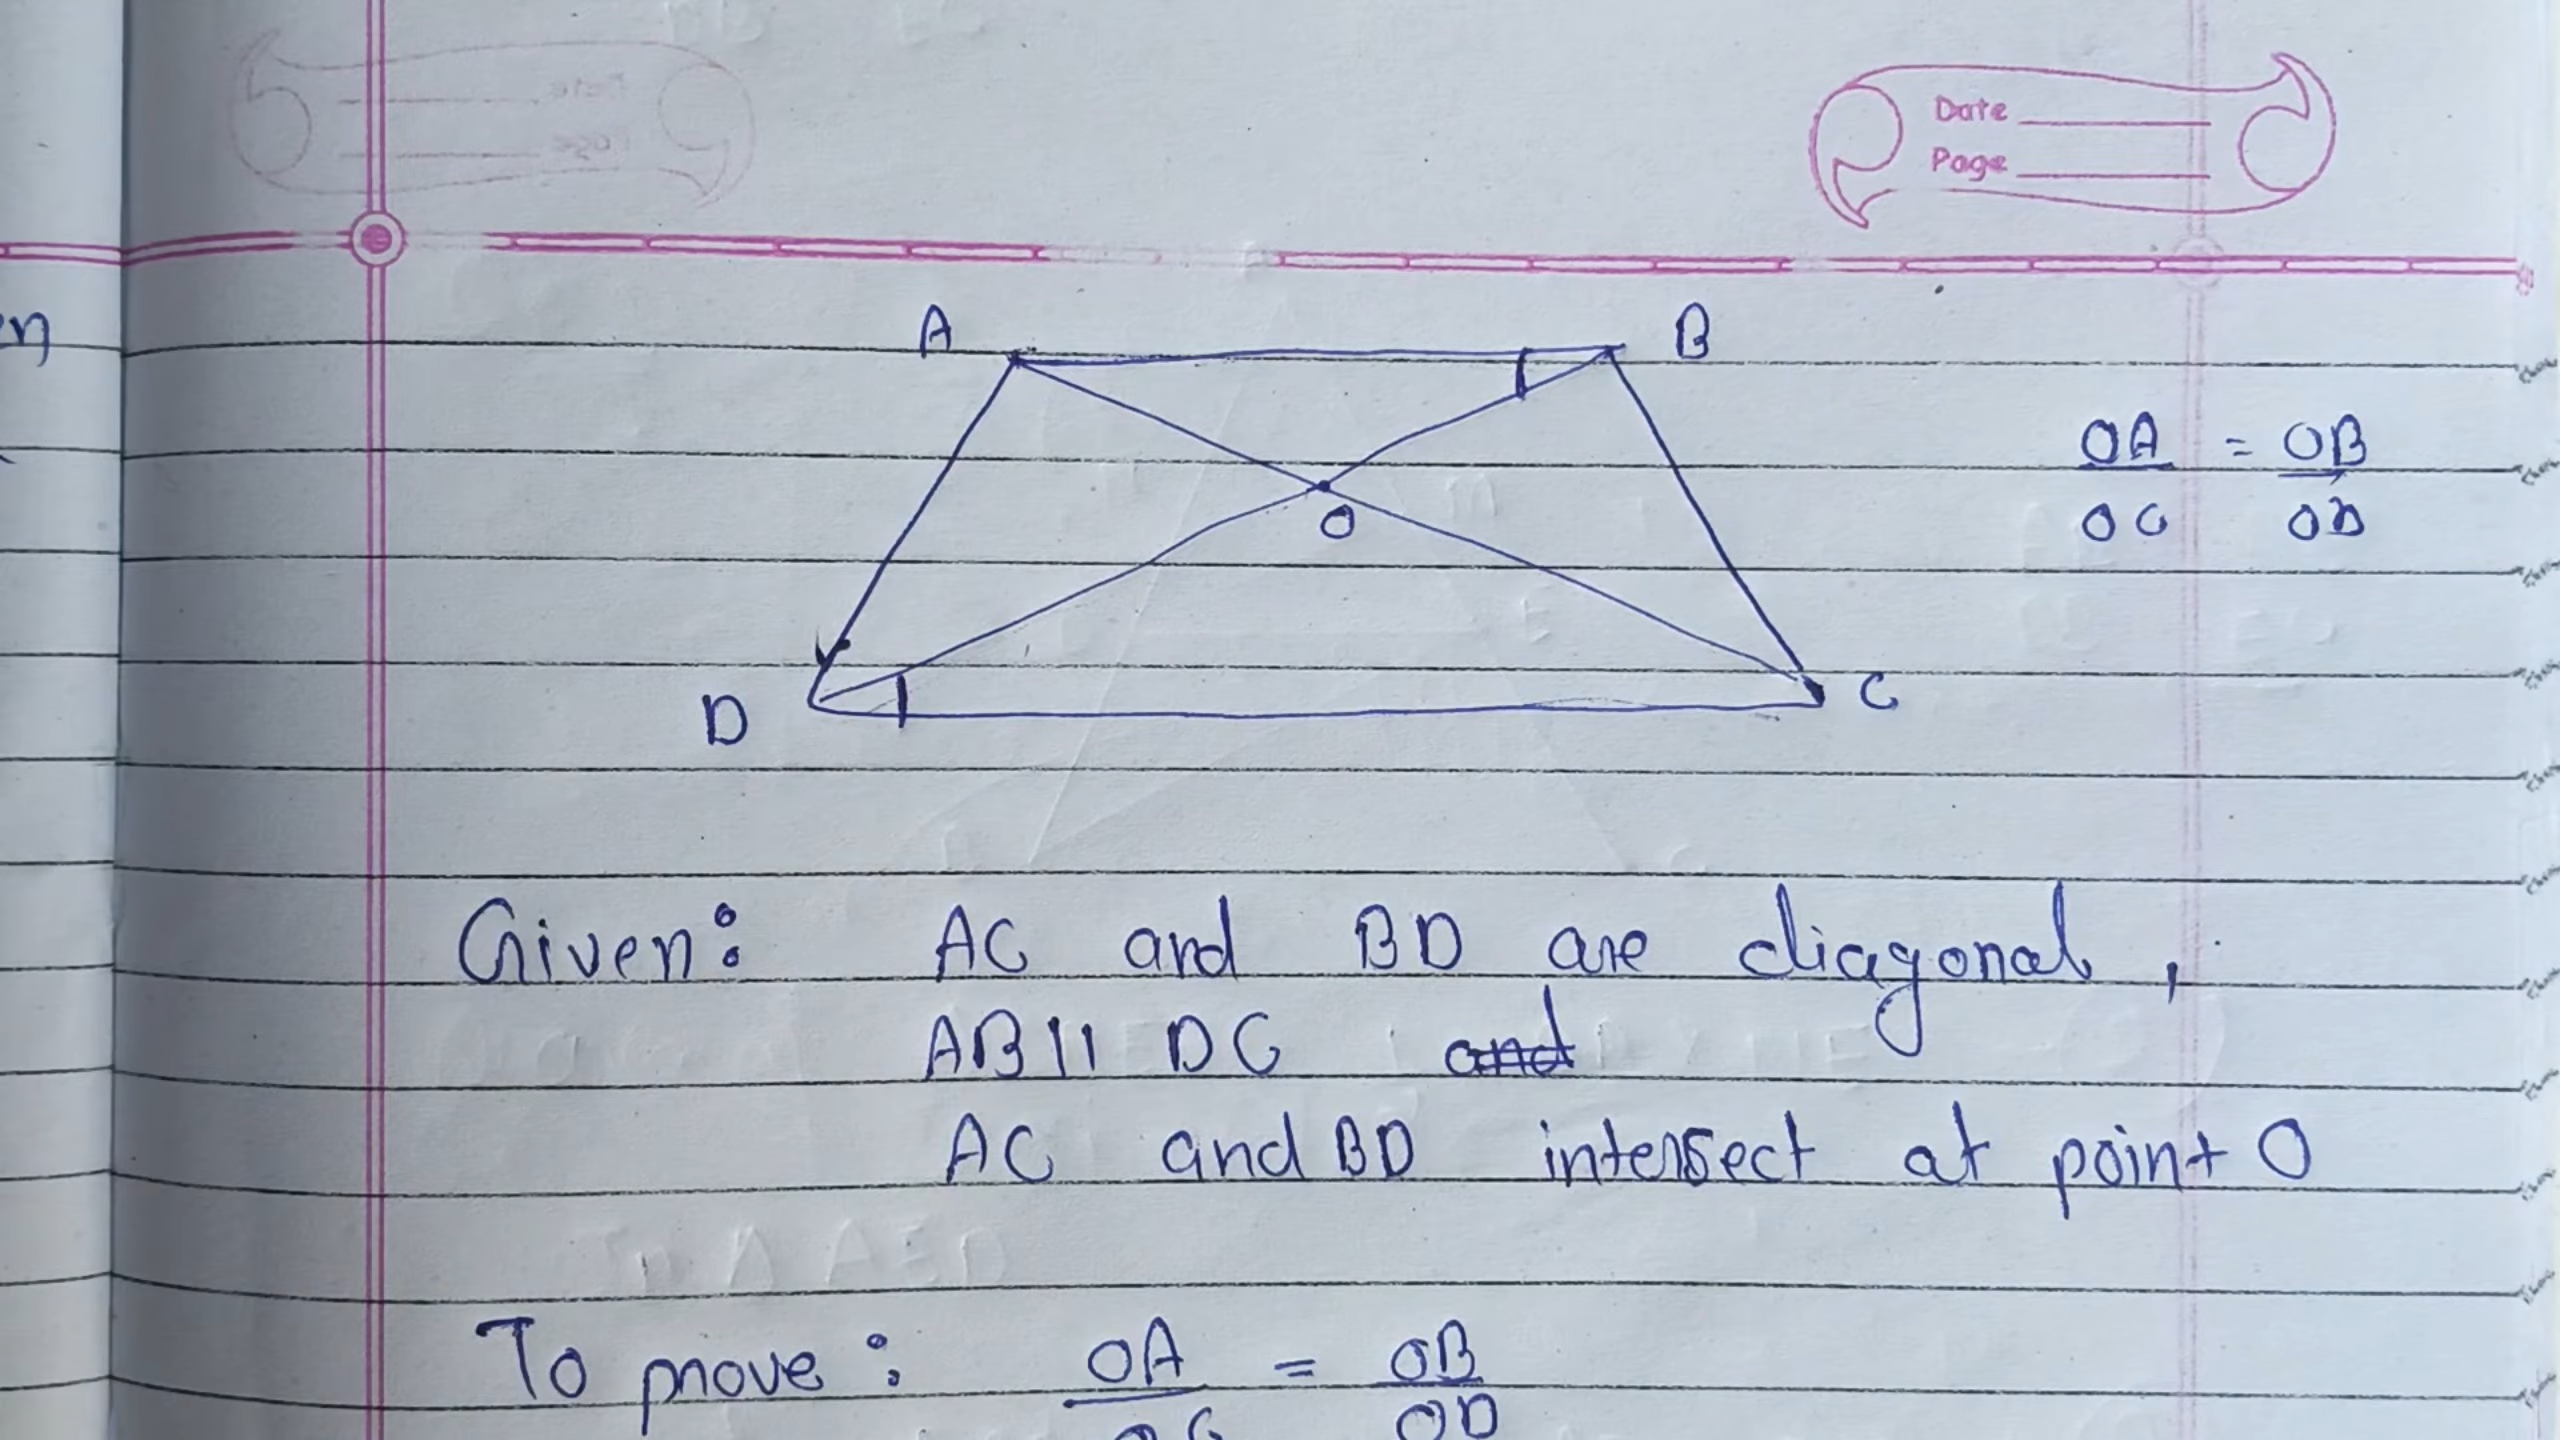 Date
Page
en
A
B
OA = OB
OC OD
O
D
C
Given: AC and BD are diagonal,
AB || DC and
AC and BD intersect at point O
To prove: OA = OB
OC OD